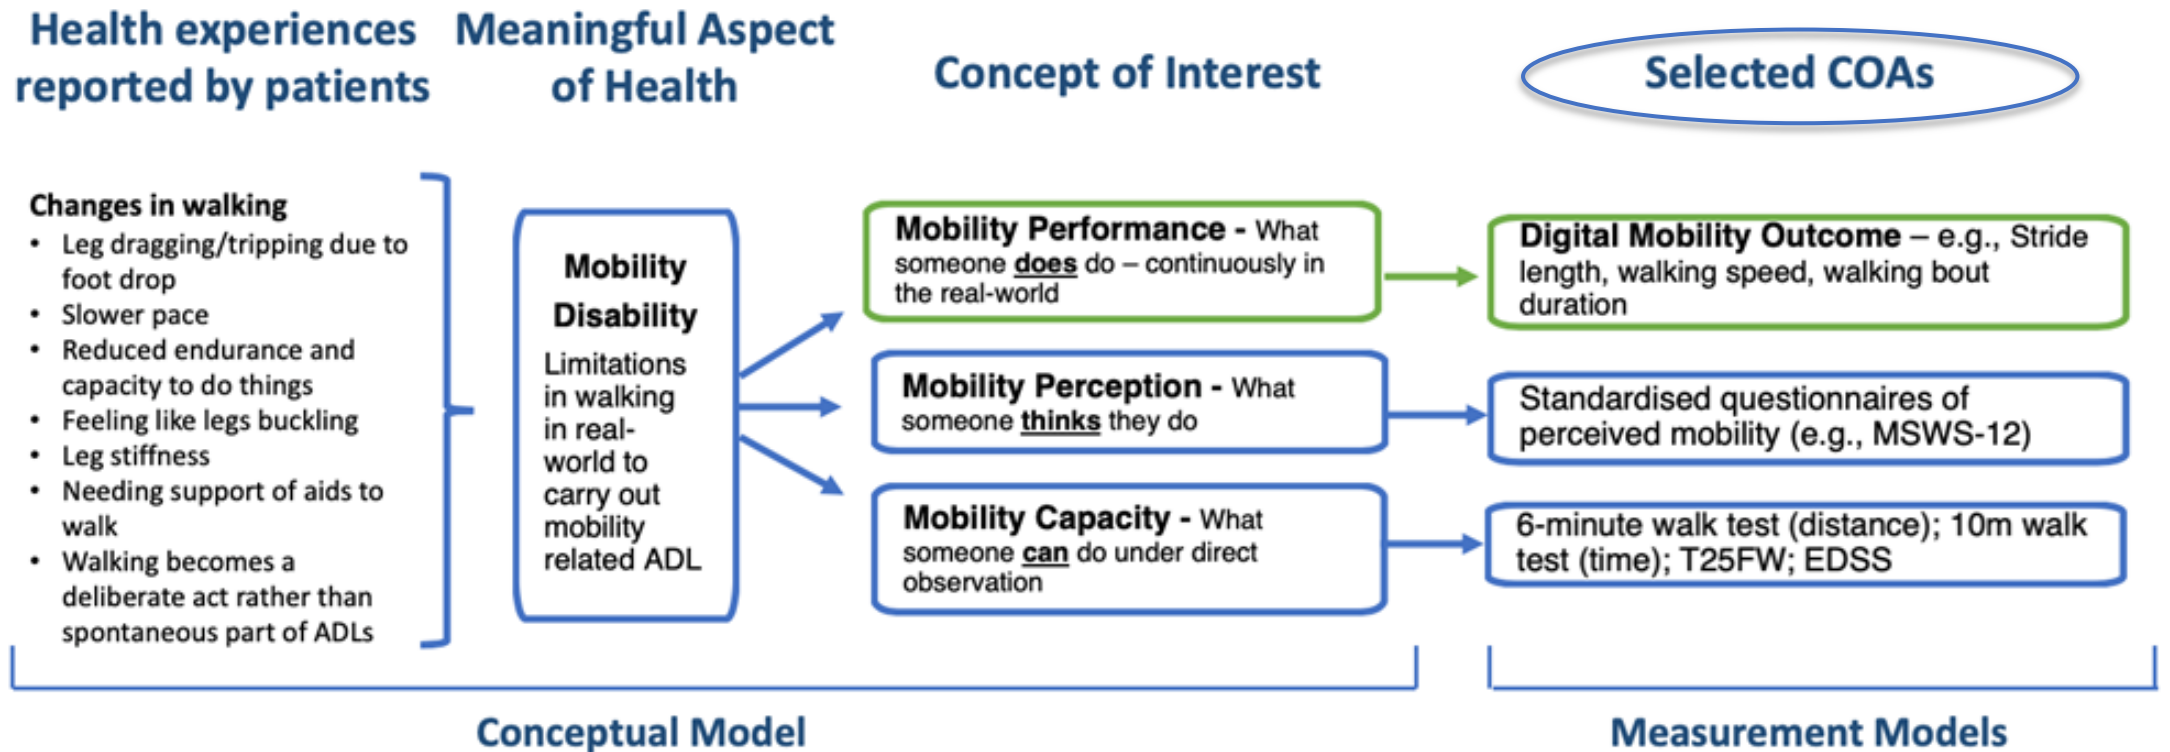 Health experiences
reported by patients
Meaningful Aspect
of Health
Concept of Interest
Selected COAs
Changes in walking
• Leg dragging/tripping due to
foot drop
• Slower pace
• Reduced endurance and
capacity to do things
• Feeling like legs buckling
• Leg stiffness
• Needing support of aids to
walk
• Walking becomes a
deliberate act rather than
spontaneous part of ADLs
Mobility
Disability
Limitations
in walking
in real-
world to
carry out
mobility
related ADL
Mobility Performance - What
someone does do – continuously in
the real-world
Mobility Perception - What
someone thinks they do
Mobility Capacity - What
someone can do under direct
observation
Digital Mobility Outcome – e.g., Stride
length, walking speed, walking bout
duration
Standardised questionnaires of
perceived mobility (e.g., MSWS-12)
6-minute walk test (distance); 10m walk
test (time); T25FW; EDSS
Conceptual Model
Measurement Models